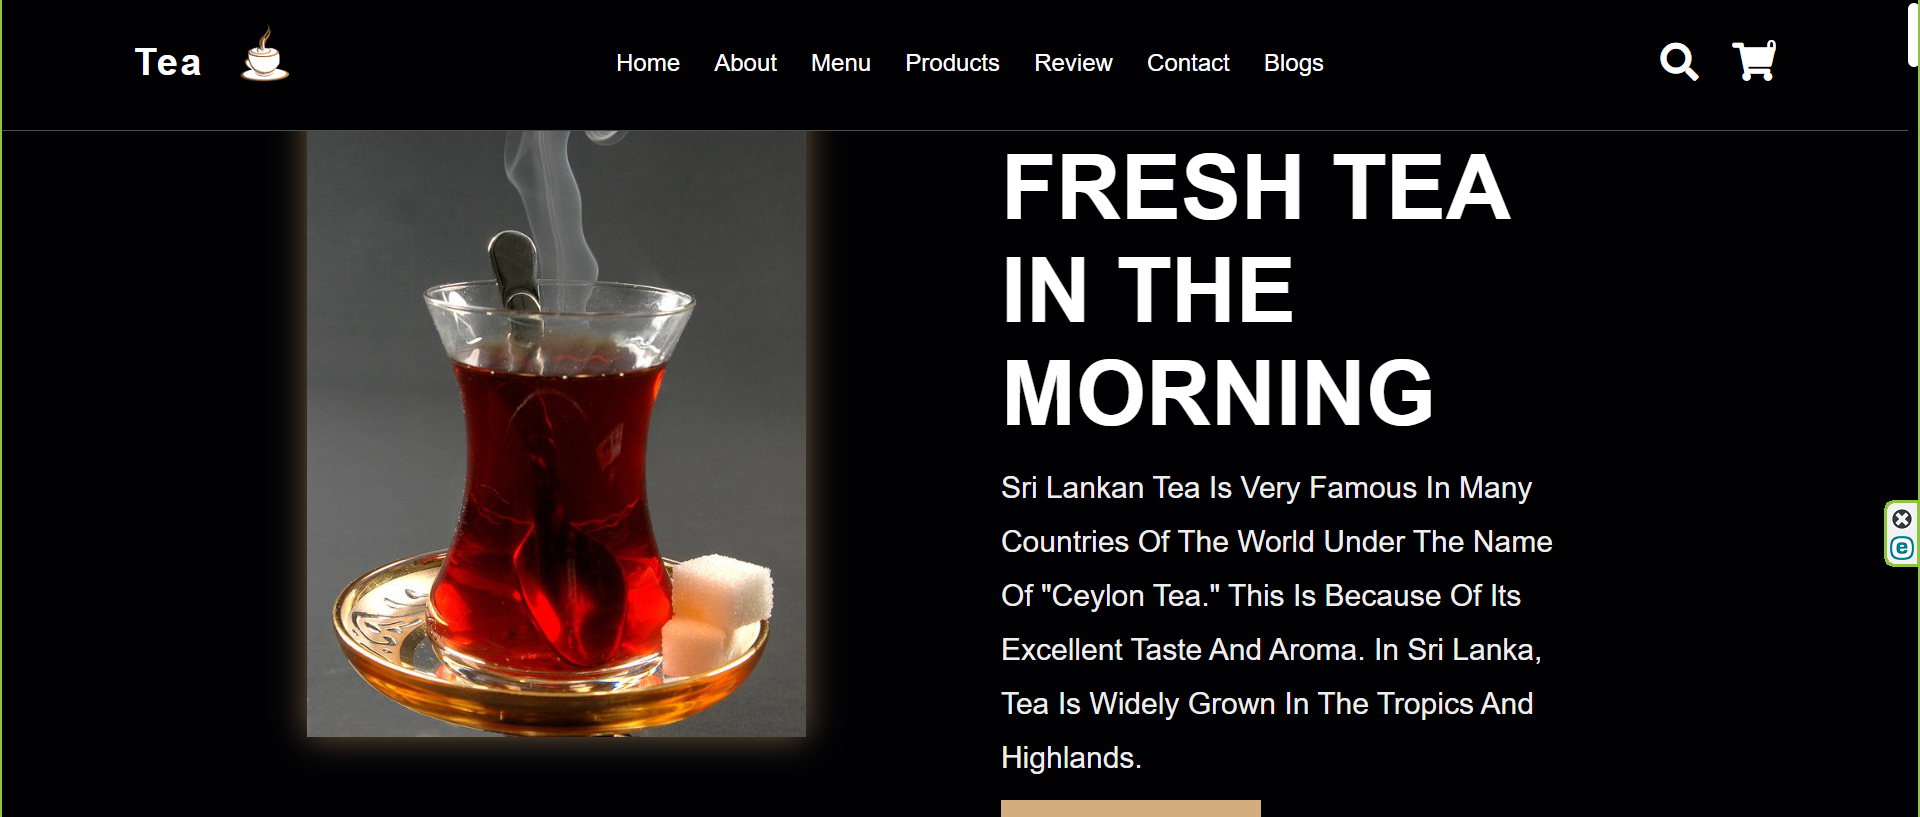 Tea
Home About Menu Products Review Contact Blogs
0
FRESH TEA
IN THE
MORNING
Sri Lankan Tea Is Very Famous In Many
Countries Of The World Under The Name
Of "Ceylon Tea." This Is Because Of Its
Excellent Taste And Aroma. In Sri Lanka,
Tea Is Widely Grown In The Tropics And
Highlands.
e